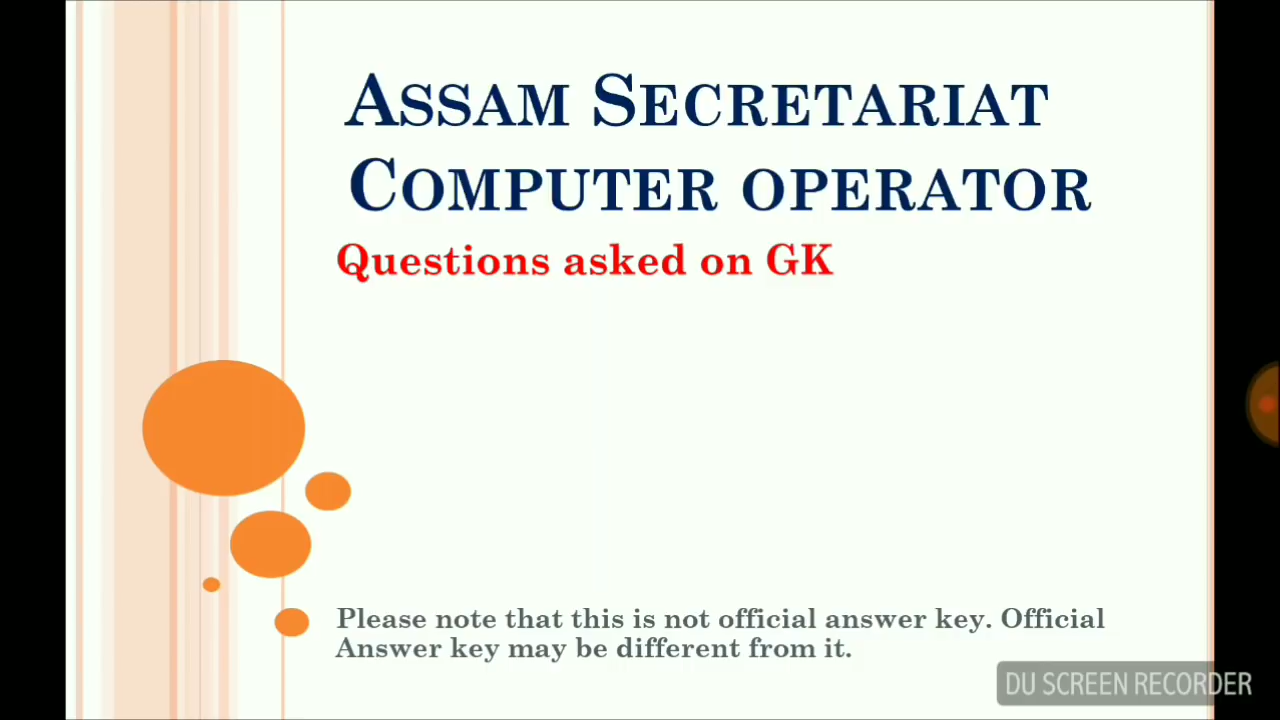 Assam Secretariat
Computer operator
Questions asked on GK
Please note that this is not official answer key. Official
Answer key may be different from it.
DU SCREEN RECORDER